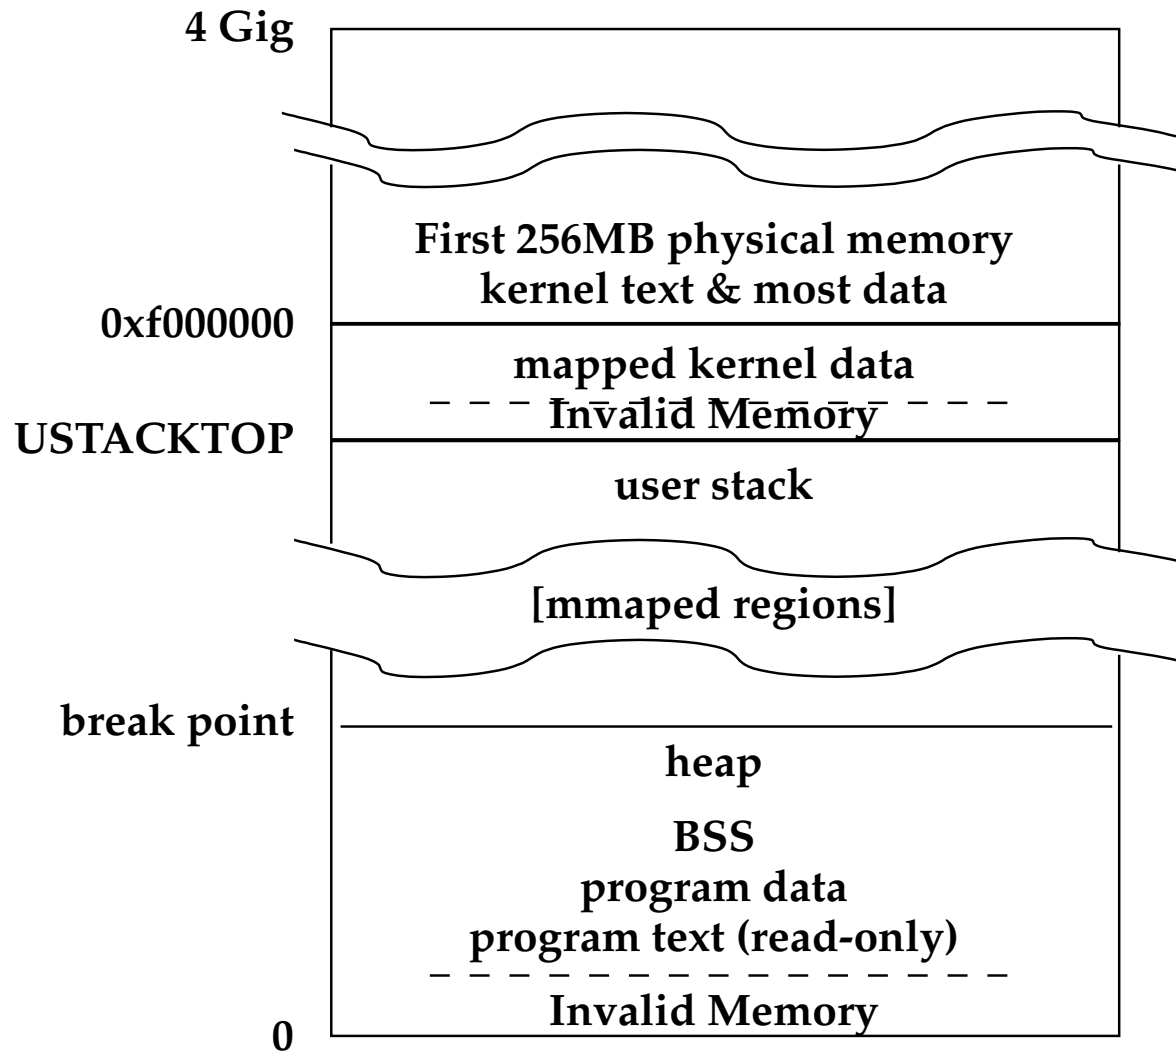 4 Gig
First 256MB physical memory
kernel text & most data
0xf000000
mapped kernel data
Invalid Memory
USTACKTOP
user stack
[mmaped regions]
break point
heap
BSS
program data
program text (read-only)
Invalid Memory
0